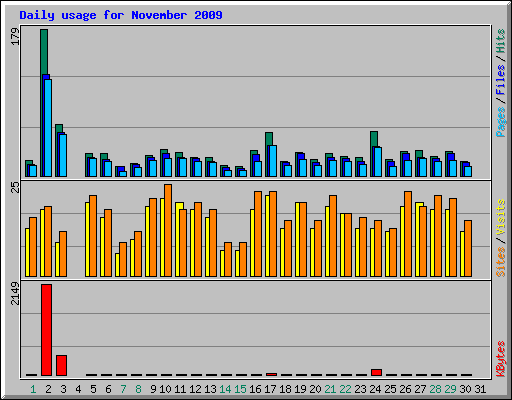 Daily usage for November 2009
179
Pages / Files / Hits
25
Sites / Visits
2149
KBytes
1 2 3 4 5 6 7 8 9 10 11 12 13 14 15 16 17 18 19 20 21 22 23 24 25 26 27 28 29 30 31